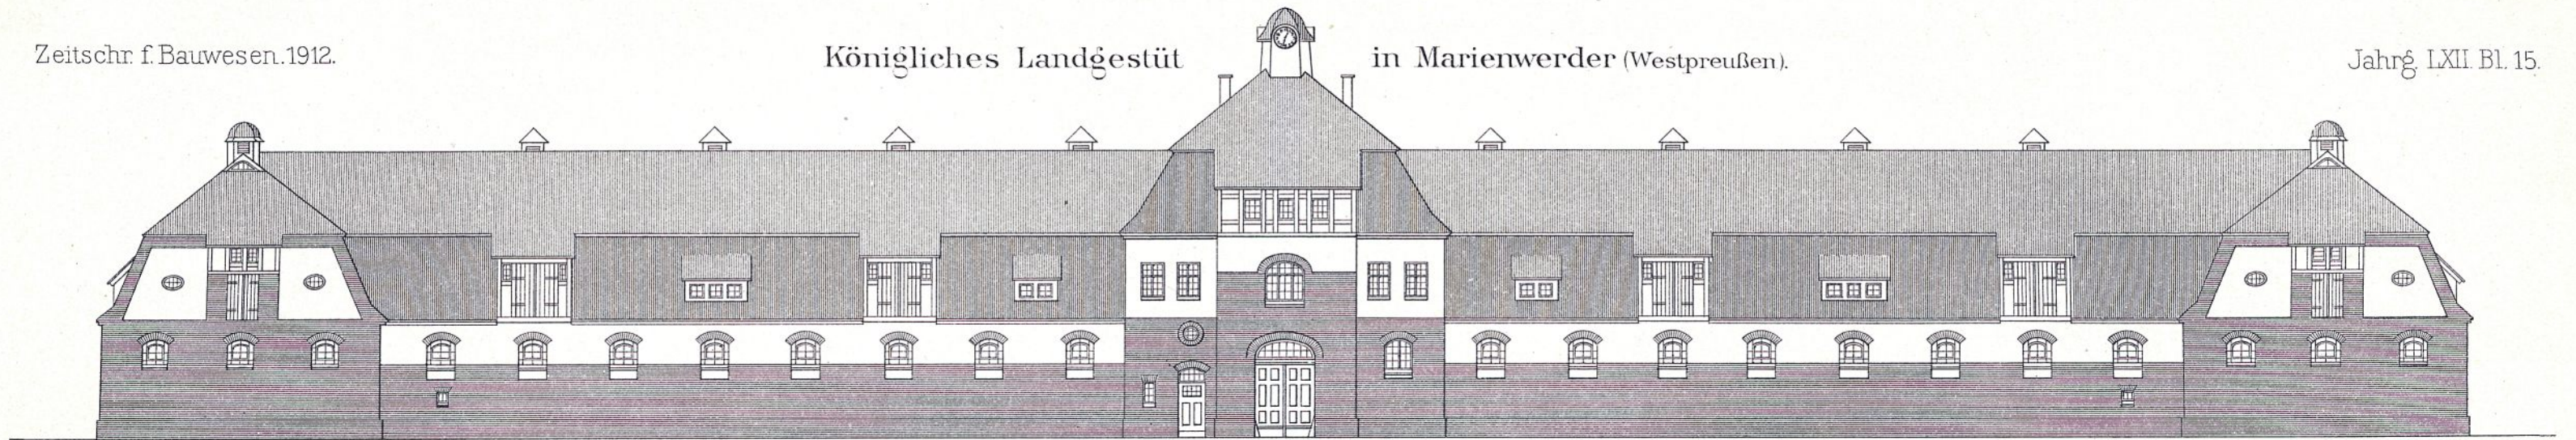 Zeitschr. f. Bauwesen. 1912.
Königliches Landgestüt in Marienwerder (Westpreußen).
Jahrg. LXII. Bl. 15.